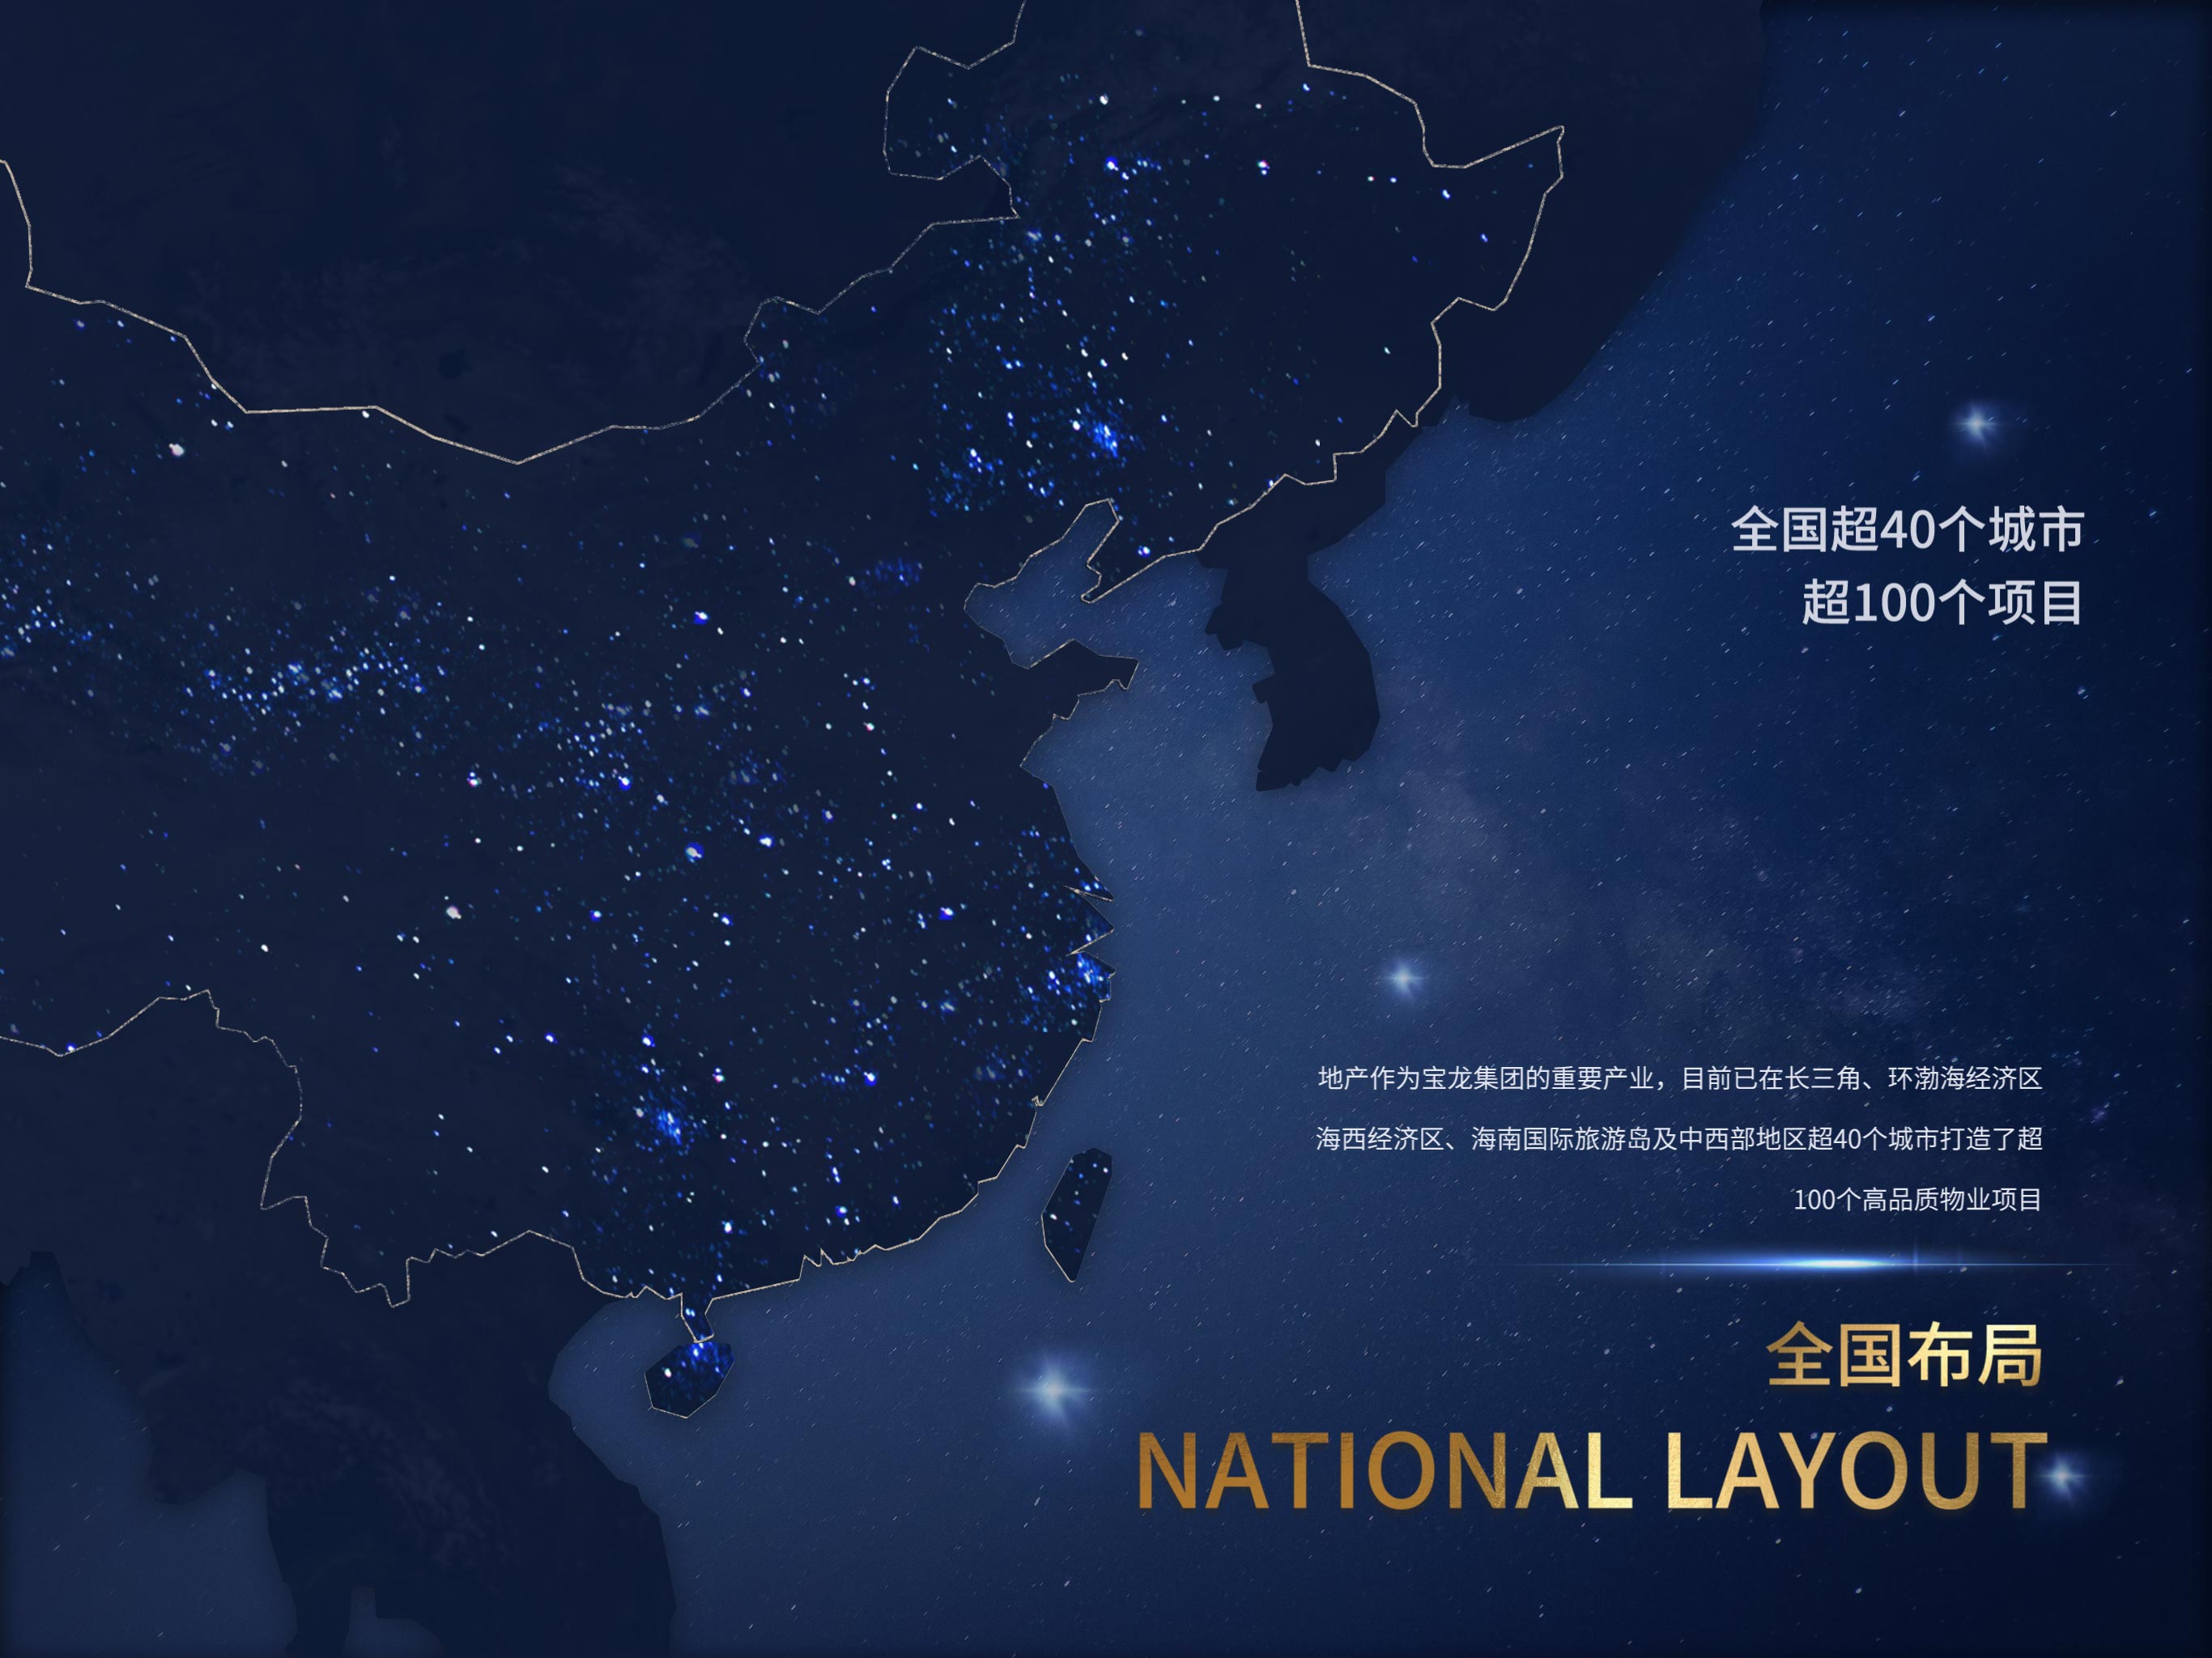 全国超40个城市
超100个项目
地产作为宝龙集团的重要产业，目前已在长三角、环渤海经济区
海西经济区、海南国际旅游岛及中西部地区超40个城市打造了超
100个高品质物业项目
全国布局
NATIONAL LAYOUT